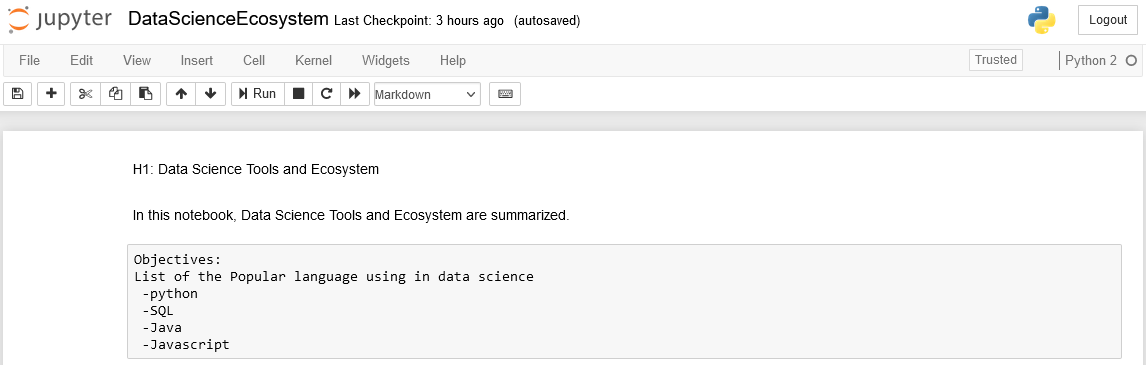 jupyter DataScienceEcosystem Last Checkpoint: 3 hours ago (autosaved) Logout
File Edit View Insert Cell Kernel Widgets Help Trusted Python 2
Run Markdown
H1: Data Science Tools and Ecosystem
In this notebook, Data Science Tools and Ecosystem are summarized.
Objectives:
List of the Popular language using in data science
-python
-SQL
-Java
-Javascript